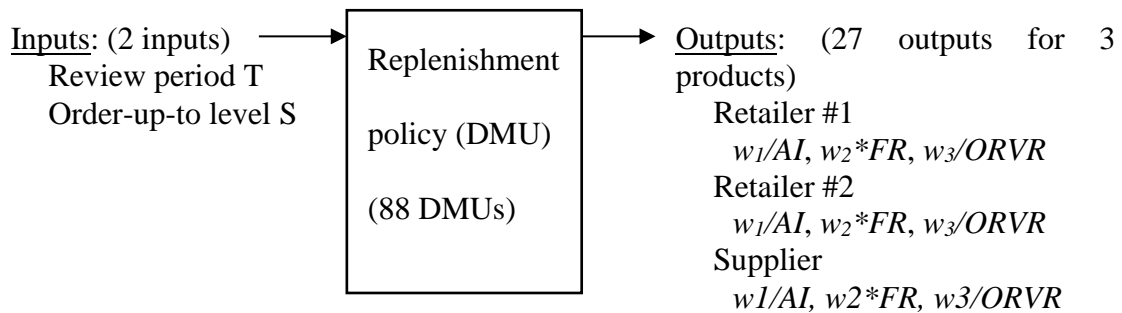 Inputs: (2 inputs)
Review period T
Order-up-to level S
Replenishment
policy (DMU)
(88 DMUs)
Outputs: (27 outputs for 3
products)
Retailer #1
w1/AI, w2*FR, w3/ORVR
Retailer #2
w1/AI, w2*FR, w3/ORVR
Supplier
w1/AI, w2*FR, w3/ORVR